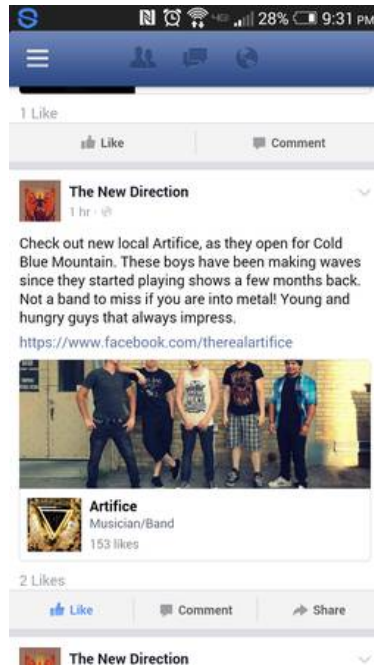 28% 9:31 PM
1 Like
Like Comment
The New Direction
1 hr
Check out new local Artifice, as they open for Cold
Blue Mountain. These boys have been making waves
since they started playing shows a few months back.
Not a band to miss if you are into metal! Young and
hungry guys that always impress.
https://www.facebook.com/therealartifice
Artifice
Musician/Band
153 likes
2 Likes
Like Comment Share
The New Direction